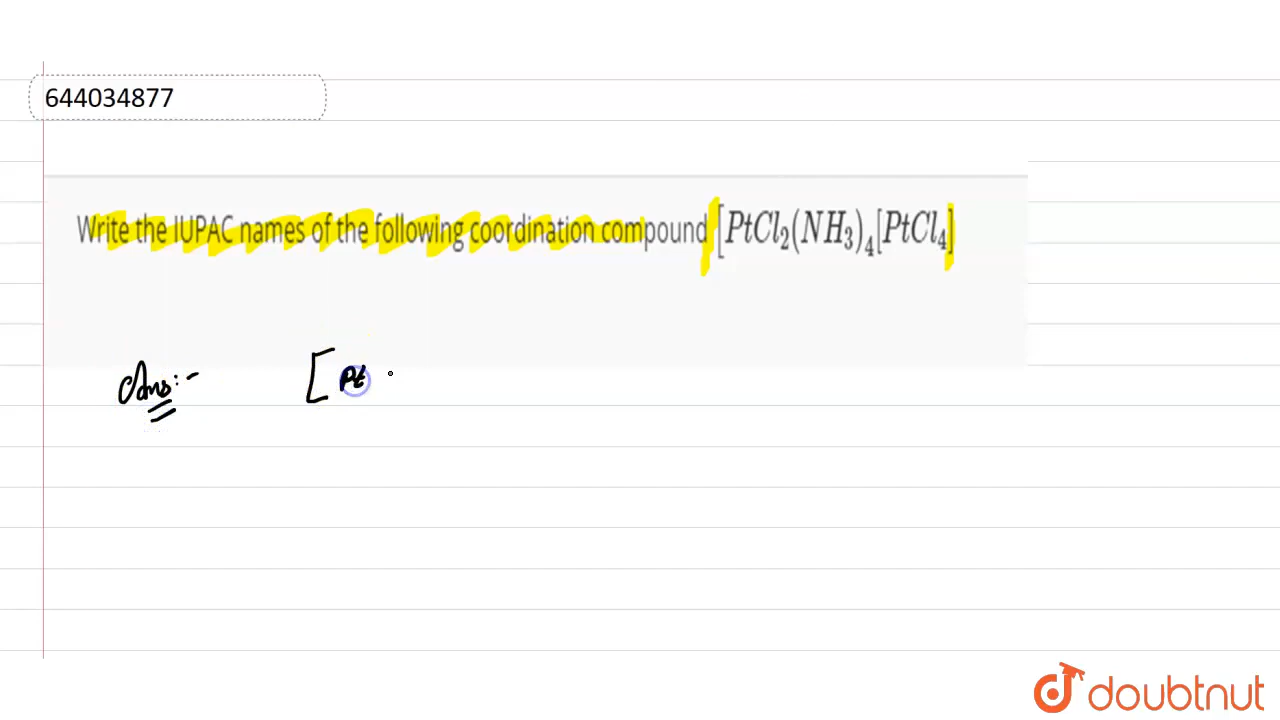 644034877
Write the IUPAC names of the following coordination compound [PtCl₂(NH₃)₄[PtCl₄]
Ans:- [Pt
doubtnut